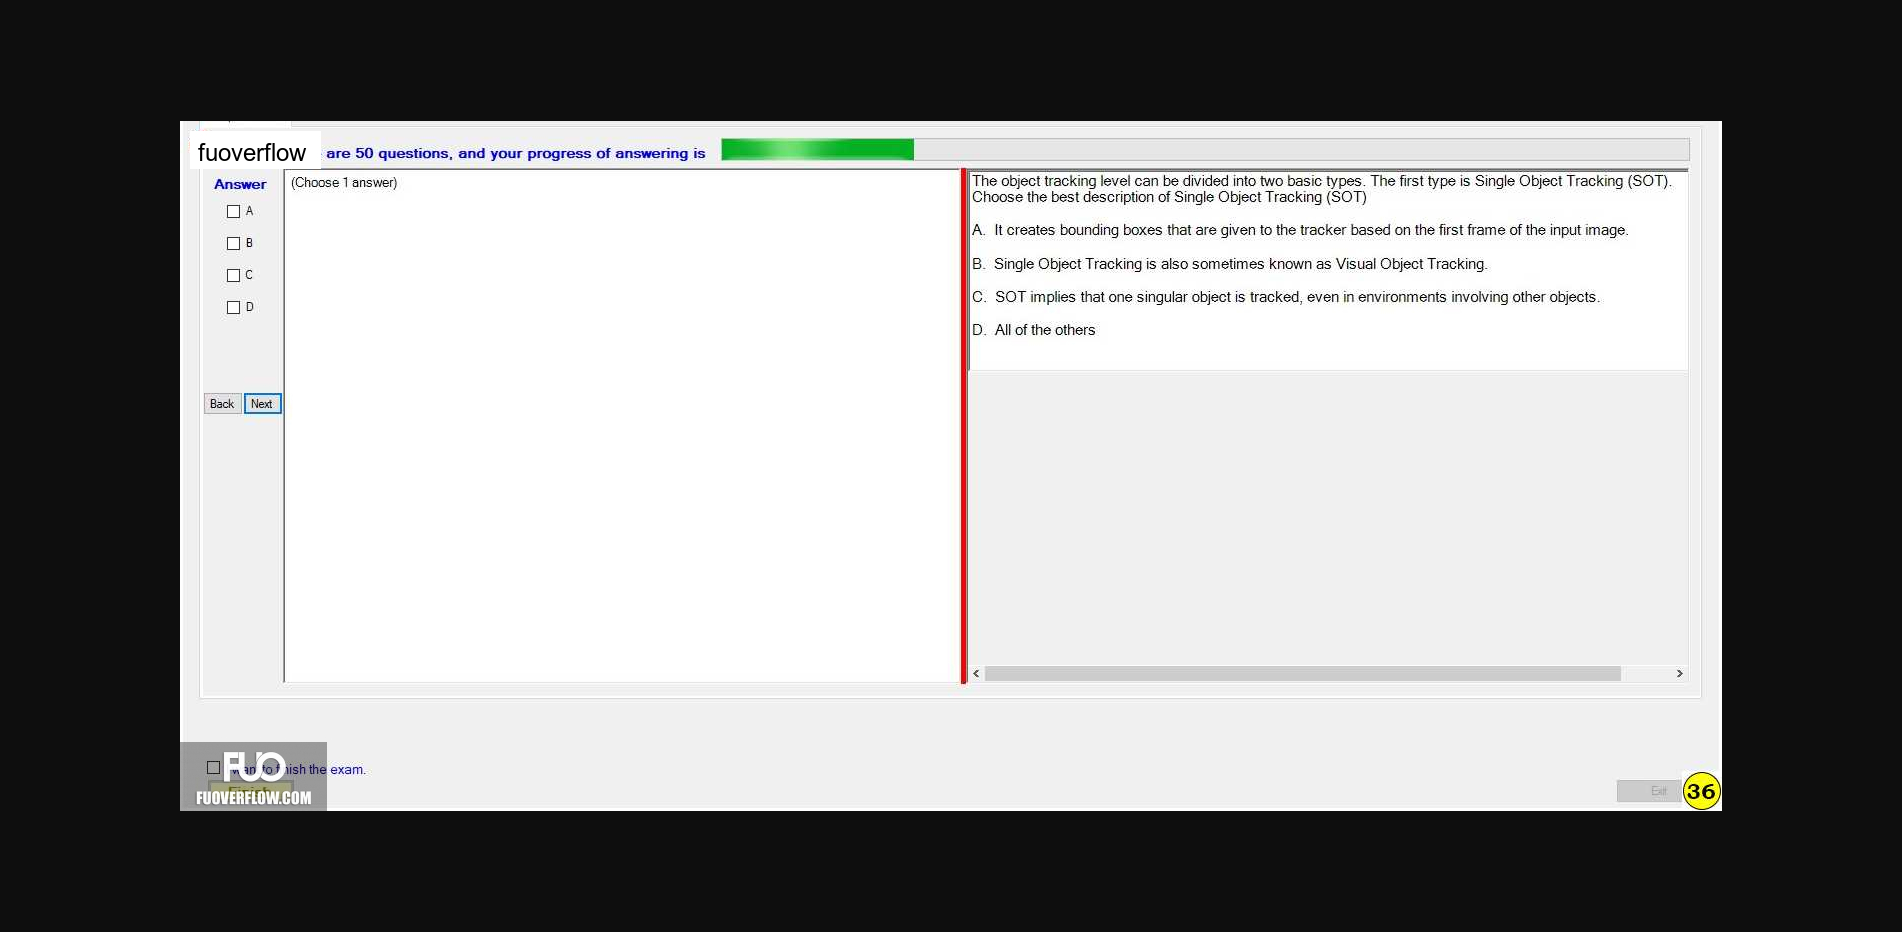 fuoverflow are 50 questions, and your progress of answering is
Answer
A
B
C
D
Back Next
(Choose 1 answer)
The object tracking level can be divided into two basic types. The first type is Single Object Tracking (SOT).
Choose the best description of Single Object Tracking (SOT)
A. It creates bounding boxes that are given to the tracker based on the first frame of the input image.
B. Single Object Tracking is also sometimes known as Visual Object Tracking.
C. SOT implies that one singular object is tracked, even in environments involving other objects.
D. All of the others
FUO
I want to finish the exam.
Finish
FUOVERFLOW.COM
Exit
36